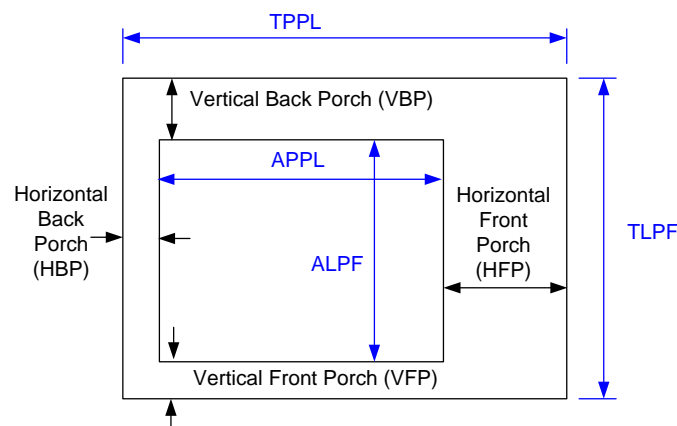 TPPL
Vertical Back Porch (VBP)
APPL
Horizontal
Back
Porch
(HBP)
Horizontal
Front
Porch
(HFP)
TLPF
ALPF
Vertical Front Porch (VFP)